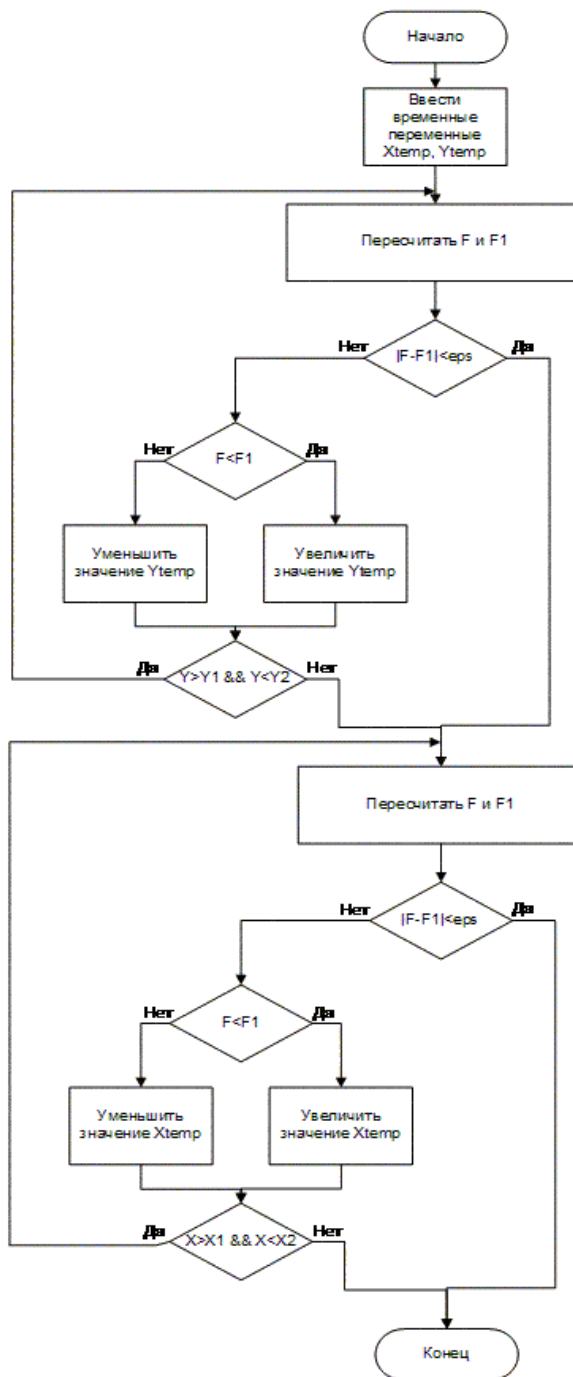 Начало
Ввести
временные
переменные
Xtemp, Ytemp
Пересчитать F и F1
Нет
|F-F1|<eps
Да
Нет
F<F1
Да
Уменьшить
значение Ytemp
Увеличить
значение Ytemp
Да
Y>Y1 && Y<Y2
Нет
Пересчитать F и F1
Нет
|F-F1|<eps
Да
Нет
F<F1
Да
Уменьшить
значение Xtemp
Увеличить
значение Xtemp
Да
X>X1 && X<X2
Нет
Конец